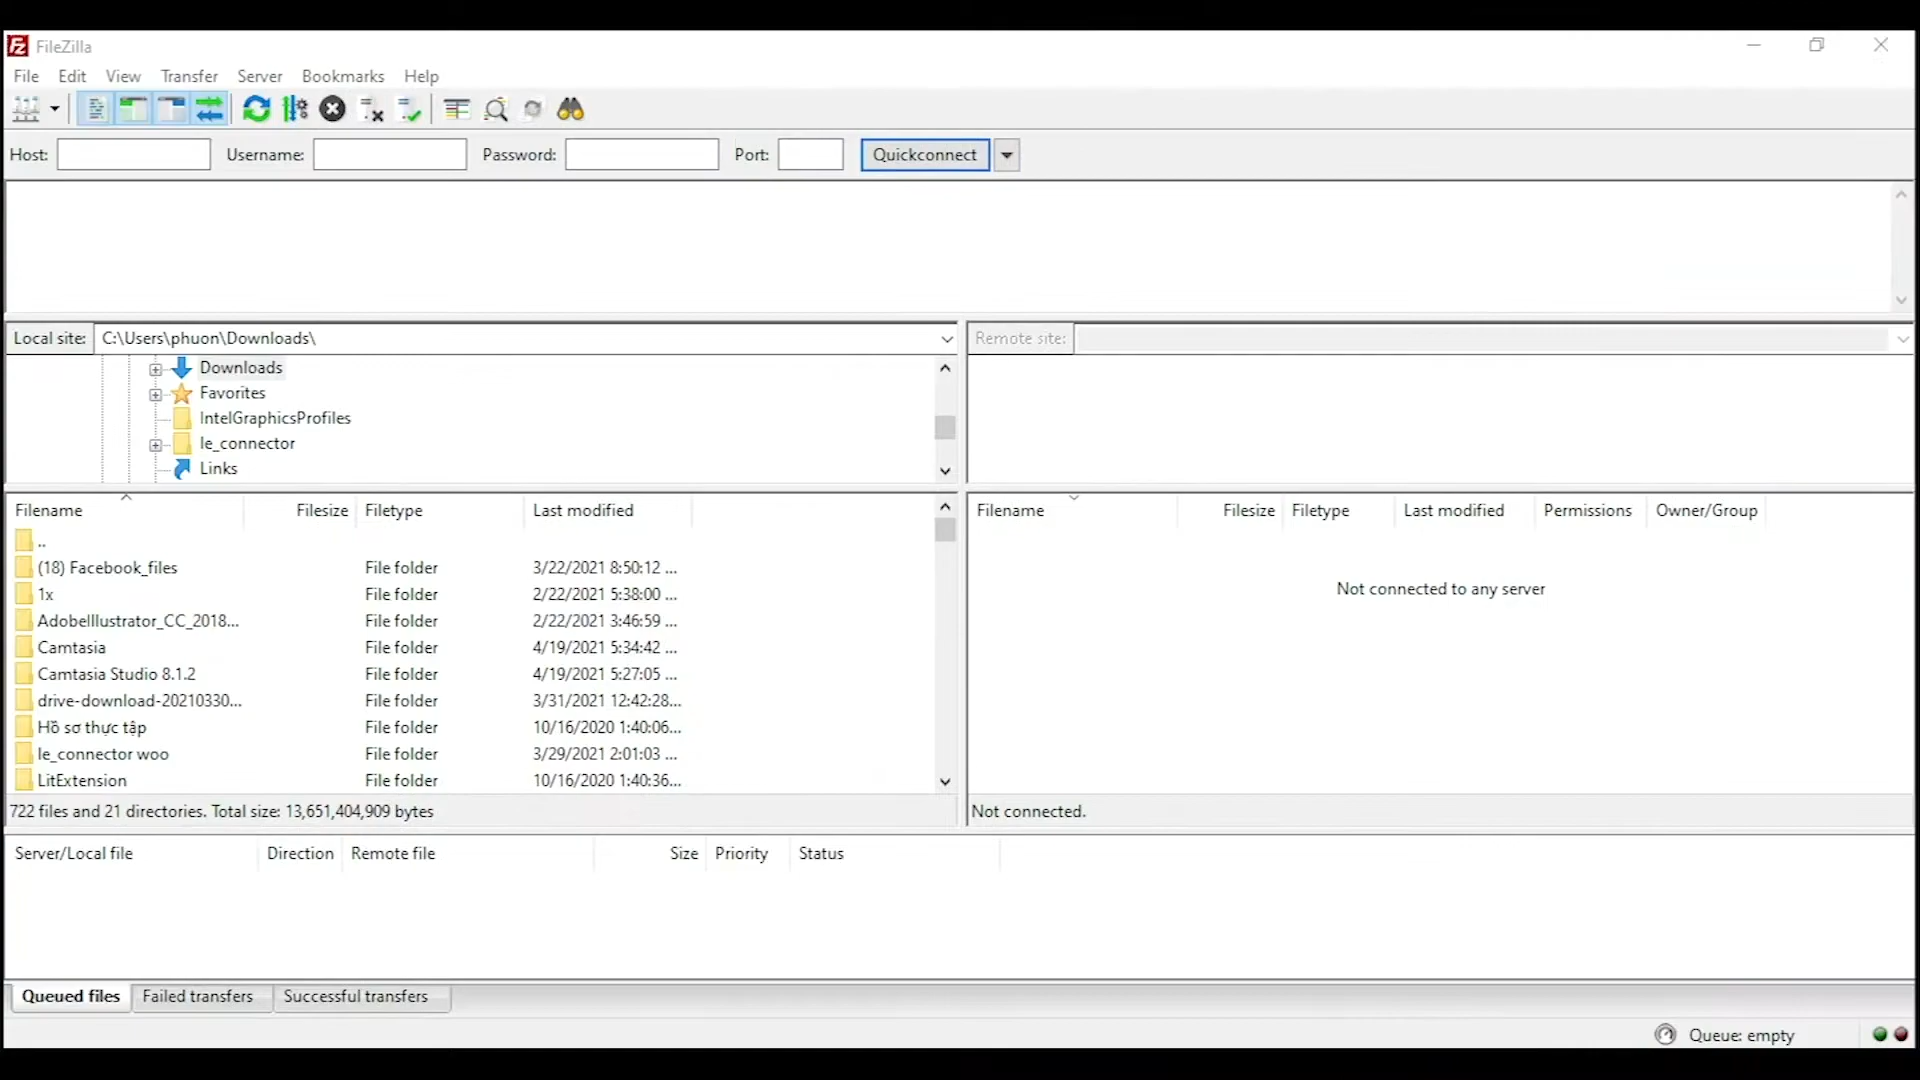 FileZilla
File Edit View Transfer Server Bookmarks Help
Host: Username: Password: Port: Quickconnect
Local site: C:\Users\phuon\Downloads\ Remote site:
Downloads
Favorites
IntelGraphicsProfiles
le_connector
Links
Filename Filesize Filetype Last modified Filename Filesize Filetype Last modified Permissions Owner/Group
..
(18) Facebook_files File folder 3/22/2021 8:50:12 ...
1x File folder 2/22/2021 5:38:00 ...
AdobeIllustrator_CC_2018... File folder 2/22/2021 3:46:59 ...
Camtasia File folder 4/19/2021 5:34:42 ...
Camtasia Studio 8.1.2 File folder 4/19/2021 5:27:05 ...
drive-download-20210330... File folder 3/31/2021 12:42:28...
Hồ sơ thực tập File folder 10/16/2020 1:40:06...
le_connector woo File folder 3/29/2021 2:01:03 ...
LitExtension File folder 10/16/2020 1:40:36...
Not connected to any server
722 files and 21 directories. Total size: 13,651,404,909 bytes Not connected.
Server/Local file Direction Remote file Size Priority Status
Queued files Failed transfers Successful transfers
Queue: empty